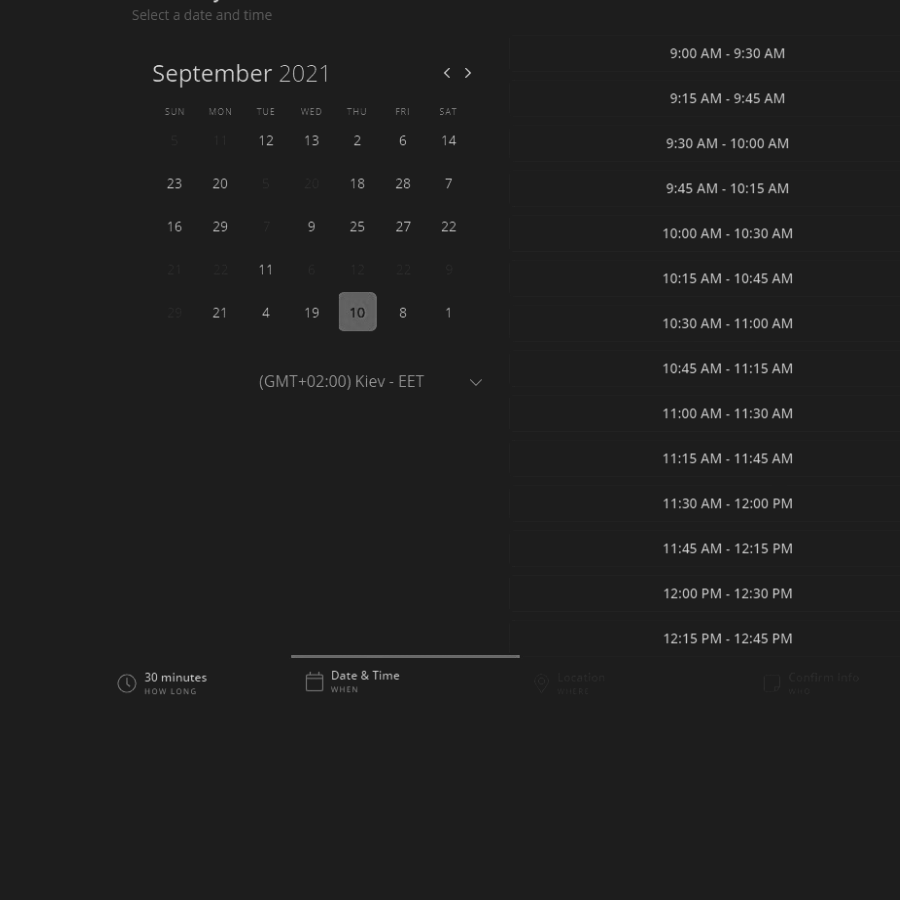 Select a date and time
September 2021
SUN MON TUE WED THU FRI SAT
5 11 12 13 2 6 14
23 20 5 20 18 28 7
16 29 7 9 25 27 22
21 22 11 6 12 22 9
29 21 4 19 10 8 1
(GMT+02:00) Kiev - EET
9:00 AM - 9:30 AM
9:15 AM - 9:45 AM
9:30 AM - 10:00 AM
9:45 AM - 10:15 AM
10:00 AM - 10:30 AM
10:15 AM - 10:45 AM
10:30 AM - 11:00 AM
10:45 AM - 11:15 AM
11:00 AM - 11:30 AM
11:15 AM - 11:45 AM
11:30 AM - 12:00 PM
11:45 AM - 12:15 PM
12:00 PM - 12:30 PM
12:15 PM - 12:45 PM
30 minutes
HOW LONG
Date & Time
WHEN
Location
WHERE
Confirm info
WHO